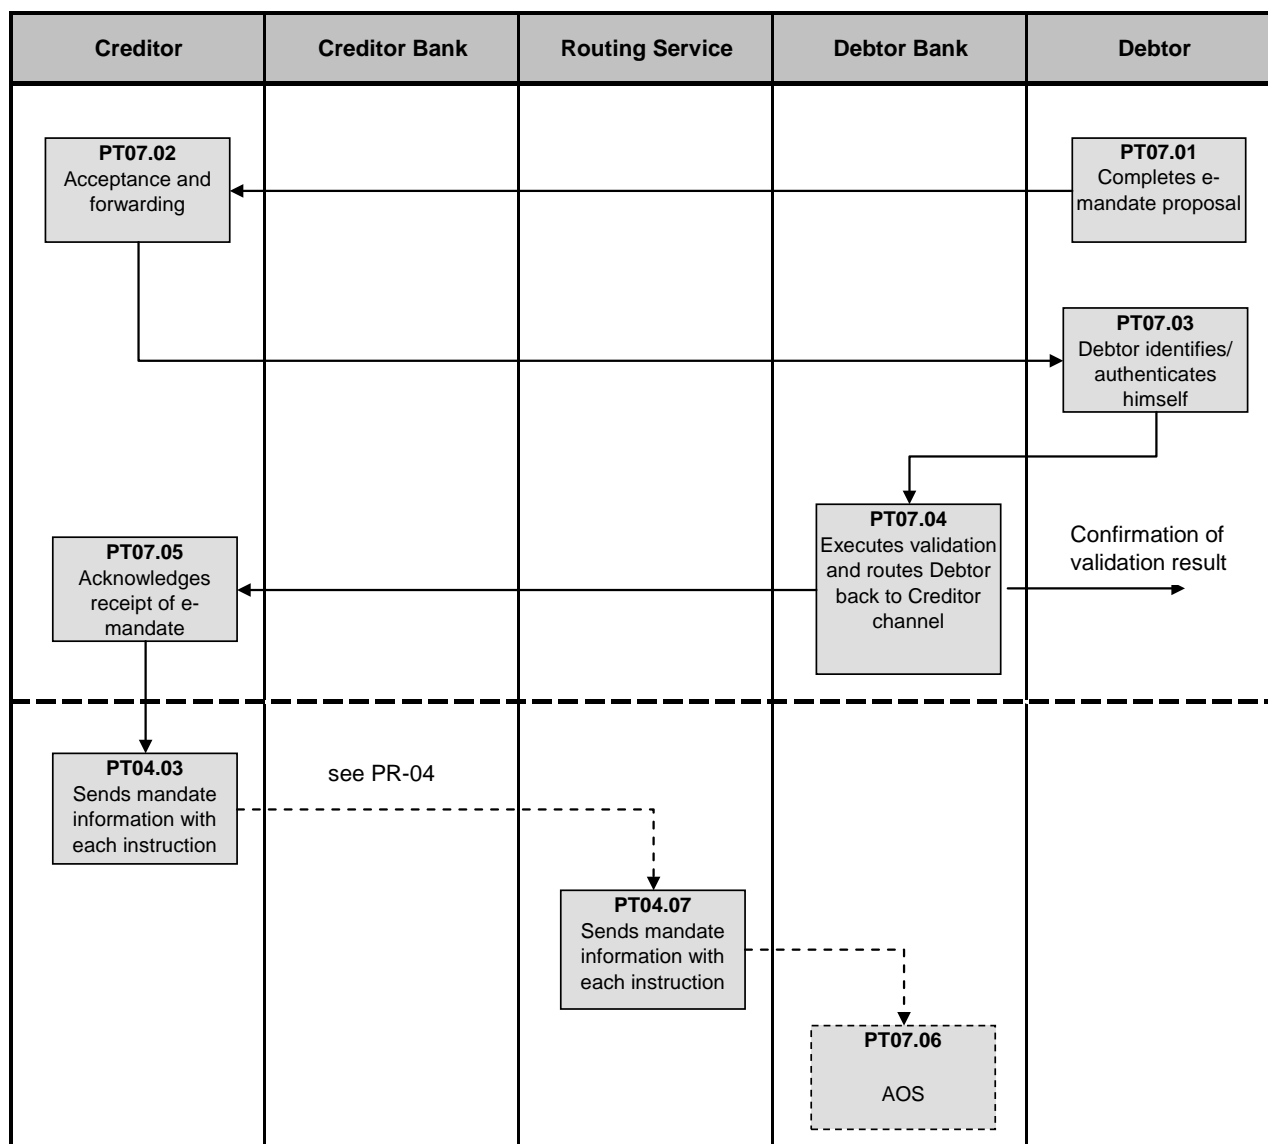 Creditor
Creditor Bank
Routing Service
Debtor Bank
Debtor
PT07.02
Acceptance and
forwarding
PT07.01
Completes e-
mandate proposal
PT07.03
Debtor identifies/
authenticates
himself
PT07.04
Executes validation
and routes Debtor
back to Creditor
channel
Confirmation of
validation result
PT07.05
Acknowledges
receipt of e-
mandate
PT04.03
Sends mandate
information with
each instruction
see PR-04
PT04.07
Sends mandate
information with
each instruction
PT07.06
AOS